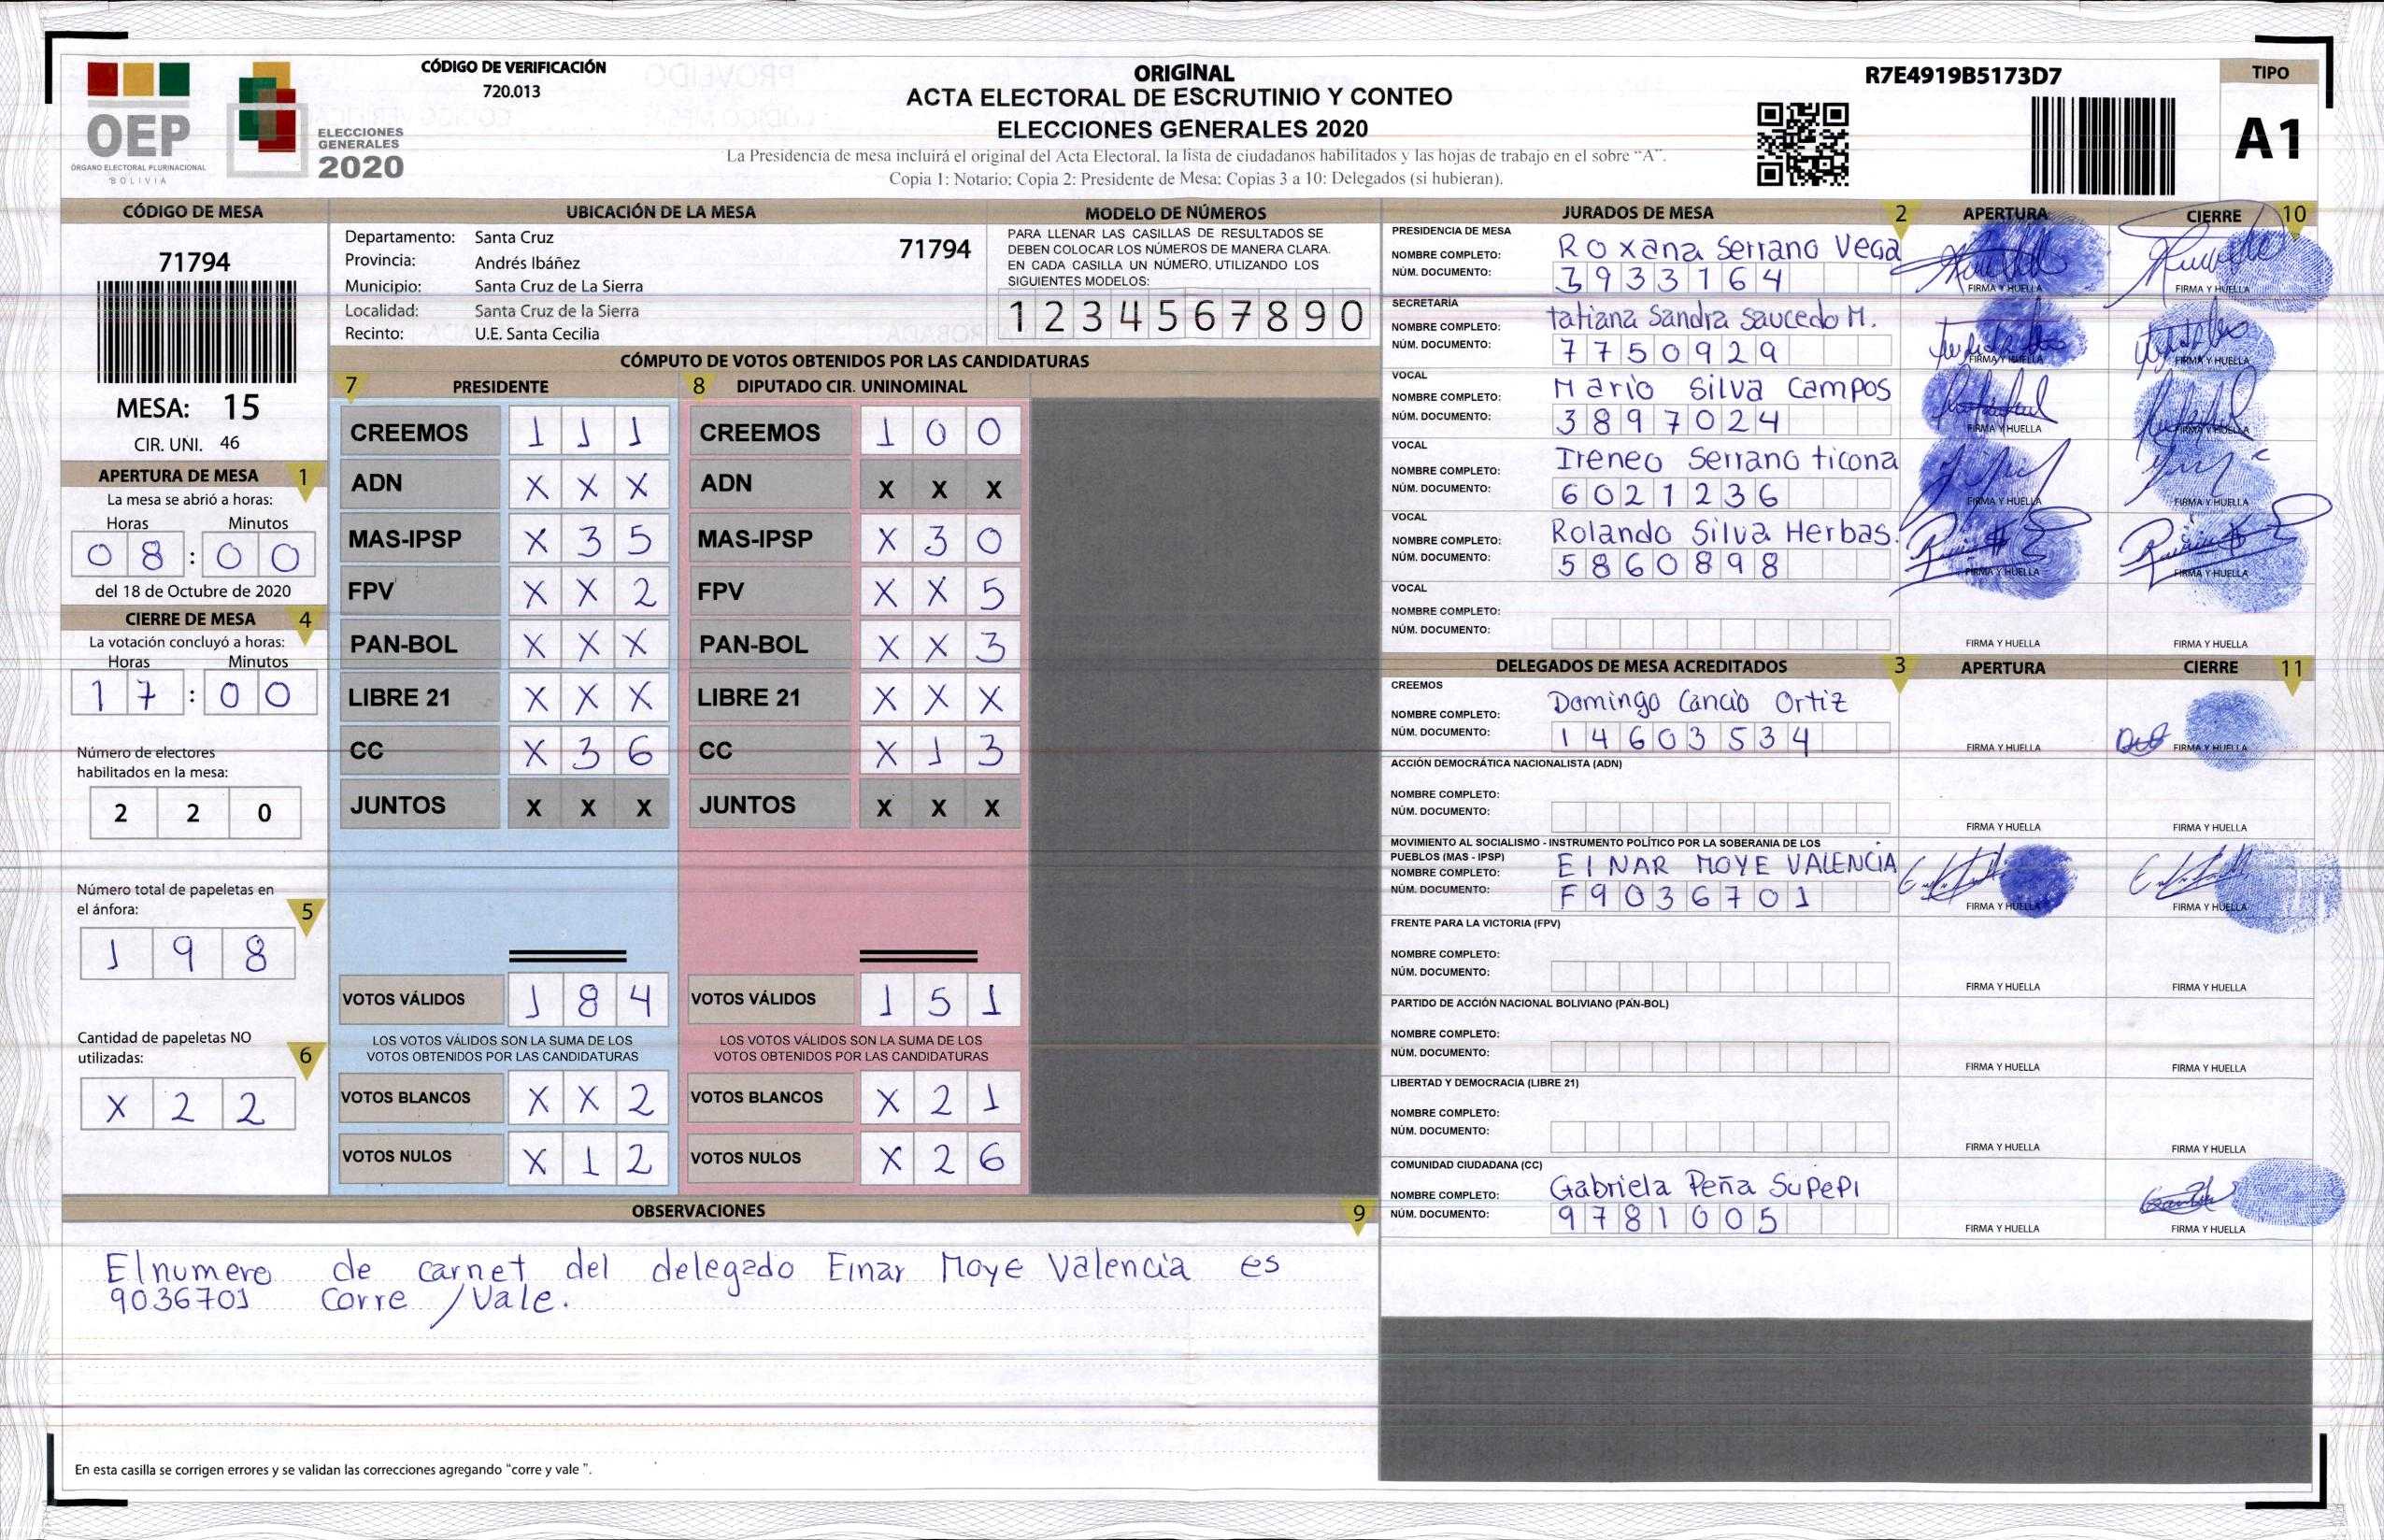 OEP
ÓRGANO ELECTORAL PLURINACIONAL
BOLIVIA
ELECCIONES
GENERALES
2020
CÓDIGO DE VERIFICACIÓN
720.013
ORIGINAL
ACTA ELECTORAL DE ESCRUTINIO Y CONTEO
ELECCIONES GENERALES 2020
La Presidencia de mesa incluirá el original del Acta Electoral, la lista de ciudadanos habilitados y las hojas de trabajo en el sobre “A”.
Copia 1: Notario; Copia 2: Presidente de Mesa; Copias 3 a 10: Delegados (si hubieran).
R7E4919B5173D7
TIPO
A1
CÓDIGO DE MESA
71794
MESA: 15
CIR. UNI. 46
APERTURA DE MESA 1
La mesa se abrió a horas:
Horas Minutos
0 8 : 0 0
del 18 de Octubre de 2020
CIERRE DE MESA 4
La votación concluyó a horas:
Horas Minutos
1 7 : 0 0
Número de electores
habilitados en la mesa:
2 2 0
Número total de papeletas en
el ánfora: 5
1 9 8
Cantidad de papeletas NO
utilizadas: 6
X 2 2
UBICACIÓN DE LA MESA
Departamento: Santa Cruz 71794
Provincia: Andrés Ibáñez
Municipio: Santa Cruz de La Sierra
Localidad: Santa Cruz de la Sierra
Recinto: U.E. Santa Cecilia
MODELO DE NÚMEROS
PARA LLENAR LAS CASILLAS DE RESULTADOS SE
DEBEN COLOCAR LOS NÚMEROS DE MANERA CLARA.
EN CADA CASILLA UN NÚMERO, UTILIZANDO LOS
SIGUIENTES MODELOS:
1 2 3 4 5 6 7 8 9 0
CÓMPUTO DE VOTOS OBTENIDOS POR LAS CANDIDATURAS
7 PRESIDENTE 8 DIPUTADO CIR. UNINOMINAL
CREEMOS 1 1 1 CREEMOS 1 0 0
ADN X X X ADN X X X
MAS-IPSP X 3 5 MAS-IPSP X 3 0
FPV X X 2 FPV X X 5
PAN-BOL X X X PAN-BOL X X 3
LIBRE 21 X X X LIBRE 21 X X X
CC X 3 6 CC X 1 3
JUNTOS X X X JUNTOS X X X
VOTOS VÁLIDOS 1 8 4 VOTOS VÁLIDOS 1 5 1
LOS VOTOS VÁLIDOS SON LA SUMA DE LOS LOS VOTOS VÁLIDOS SON LA SUMA DE LOS
VOTOS OBTENIDOS POR LAS CANDIDATURAS VOTOS OBTENIDOS POR LAS CANDIDATURAS
VOTOS BLANCOS X X 2 VOTOS BLANCOS X 2 1
VOTOS NULOS X 1 2 VOTOS NULOS X 2 6
JURADOS DE MESA 2 APERTURA CIERRE 10
PRESIDENCIA DE MESA
NOMBRE COMPLETO: Roxana Serrano Vega
NÚM. DOCUMENTO: 3933164 FIRMA Y HUELLA FIRMA Y HUELLA
SECRETARÍA
NOMBRE COMPLETO: tatiana Sandra Saucedo M.
NÚM. DOCUMENTO: 7750929 FIRMA Y HUELLA FIRMA Y HUELLA
VOCAL
NOMBRE COMPLETO: Mario Silva Campos
NÚM. DOCUMENTO: 3897024 FIRMA Y HUELLA FIRMA Y HUELLA
VOCAL
NOMBRE COMPLETO: Ireneo Serrano ticona
NÚM. DOCUMENTO: 6021236 FIRMA Y HUELLA FIRMA Y HUELLA
VOCAL
NOMBRE COMPLETO: Rolando Silva Herbas.
NÚM. DOCUMENTO: 5860898 FIRMA Y HUELLA FIRMA Y HUELLA
VOCAL
NOMBRE COMPLETO:
NÚM. DOCUMENTO: FIRMA Y HUELLA FIRMA Y HUELLA
DELEGADOS DE MESA ACREDITADOS 3 APERTURA CIERRE 11
CREEMOS
NOMBRE COMPLETO: Domingo Cancio Ortiz
NÚM. DOCUMENTO: 14603534 FIRMA Y HUELLA FIRMA Y HUELLA
ACCIÓN DEMOCRÁTICA NACIONALISTA (ADN)
NOMBRE COMPLETO:
NÚM. DOCUMENTO: FIRMA Y HUELLA FIRMA Y HUELLA
MOVIMIENTO AL SOCIALISMO - INSTRUMENTO POLÍTICO POR LA SOBERANIA DE LOS
PUEBLOS (MAS - IPSP)
NOMBRE COMPLETO: EINAR MOYE VALENCIA
NÚM. DOCUMENTO: F9036701 FIRMA Y HUELLA FIRMA Y HUELLA
FRENTE PARA LA VICTORIA (FPV)
NOMBRE COMPLETO:
NÚM. DOCUMENTO: FIRMA Y HUELLA FIRMA Y HUELLA
PARTIDO DE ACCIÓN NACIONAL BOLIVIANO (PAN-BOL)
NOMBRE COMPLETO:
NÚM. DOCUMENTO: FIRMA Y HUELLA FIRMA Y HUELLA
LIBERTAD Y DEMOCRACIA (LIBRE 21)
NOMBRE COMPLETO:
NÚM. DOCUMENTO: FIRMA Y HUELLA FIRMA Y HUELLA
COMUNIDAD CIUDADANA (CC)
NOMBRE COMPLETO: Gabriela Peña Supepi
NÚM. DOCUMENTO: 9781005 FIRMA Y HUELLA FIRMA Y HUELLA
OBSERVACIONES 9
El numero de carnet del delegado Einar Moye Valencia es
9036701 Corre /Vale.
En esta casilla se corrigen errores y se validan las correcciones agregando “corre y vale ”.